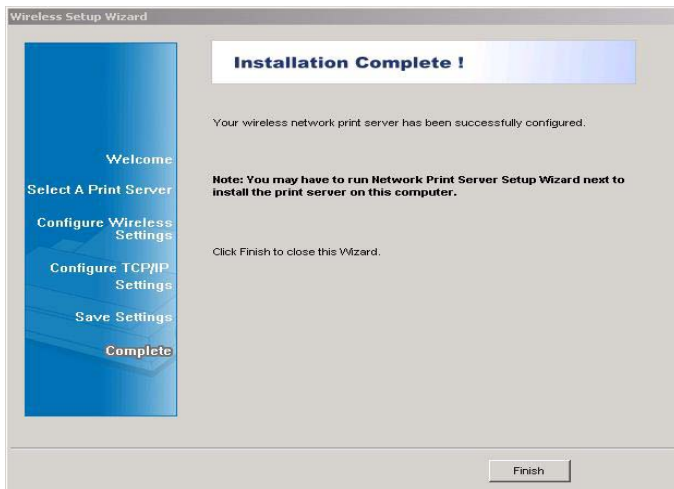 Wireless Setup Wizard
Installation Complete !
Your wireless network print server has been successfully configured.
Note: You may have to run Network Print Server Setup Wizard next to
install the print server on this computer.
Click Finish to close this Wizard.
Welcome
Select A Print Server
Configure Wireless
Settings
Configure TCP/IP
Settings
Save Settings
Complete
Finish